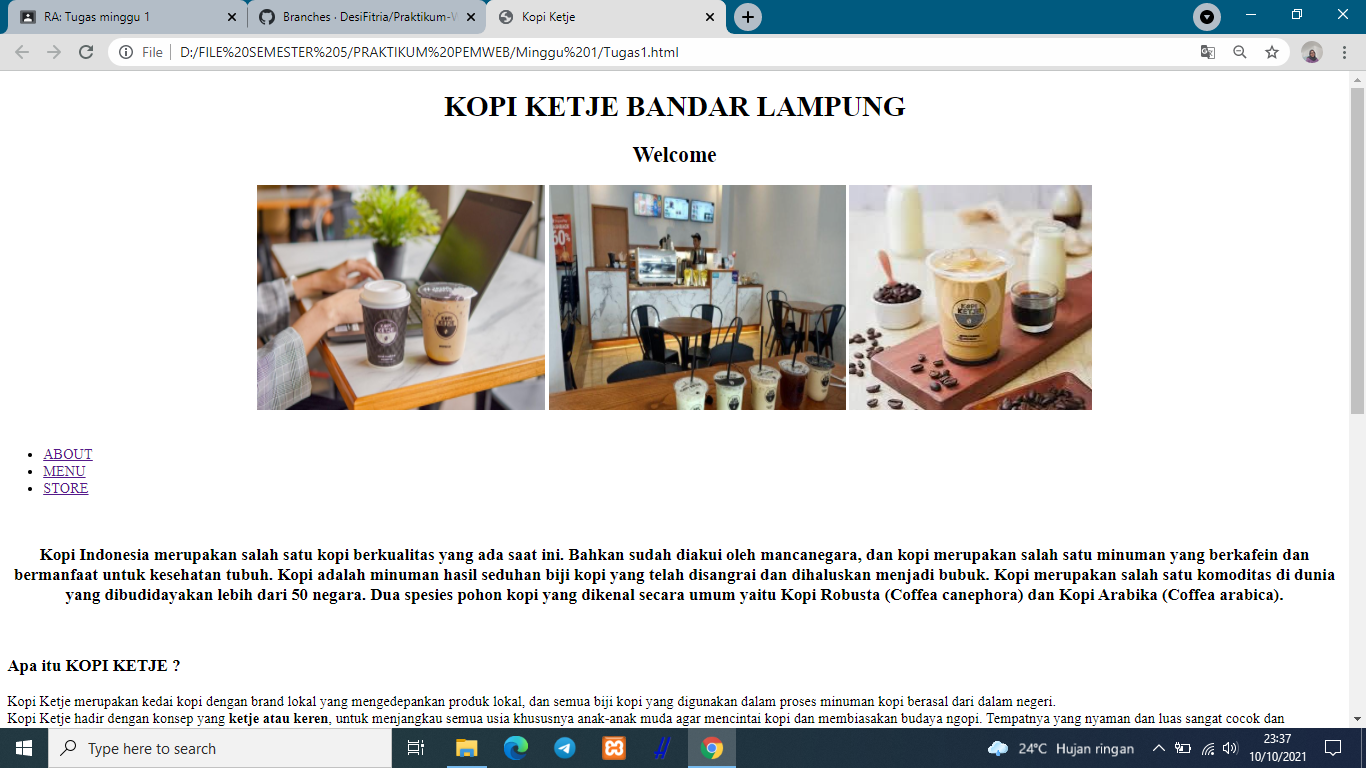 RA: Tugas minggu 1
Branches · DesiFitria/Praktikum-W
Kopi Ketje
File
D:/FILE%20SEMESTER%205/PRAKTIKUM%20PEMWEB/Minggu%201/Tugas1.html
KOPI KETJE BANDAR LAMPUNG
Welcome
60%
KOPI
KETJE
KOPI
KETJE
KOPI
KETJE
ABOUT
MENU
STORE
Kopi Indonesia merupakan salah satu kopi berkualitas yang ada saat ini. Bahkan sudah diakui oleh mancanegara, dan kopi merupakan salah satu minuman yang berkafein dan
bermanfaat untuk kesehatan tubuh. Kopi adalah minuman hasil seduhan biji kopi yang telah disangrai dan dihaluskan menjadi bubuk. Kopi merupakan salah satu komoditas di dunia
yang dibudidayakan lebih dari 50 negara. Dua spesies pohon kopi yang dikenal secara umum yaitu Kopi Robusta (Coffea canephora) dan Kopi Arabika (Coffea arabica).
Apa itu KOPI KETJE ?
Kopi Ketje merupakan kedai kopi dengan brand lokal yang mengedepankan produk lokal, dan semua biji kopi yang digunakan dalam proses minuman kopi berasal dari dalam negeri.
Kopi Ketje hadir dengan konsep yang ketje atau keren, untuk menjangkau semua usia khususnya anak-anak muda agar mencintai kopi dan membiasakan budaya ngopi. Tempatnya yang nyaman dan luas sangat cocok dan
Type here to search
24°C Hujan ringan
23:37
10/10/2021